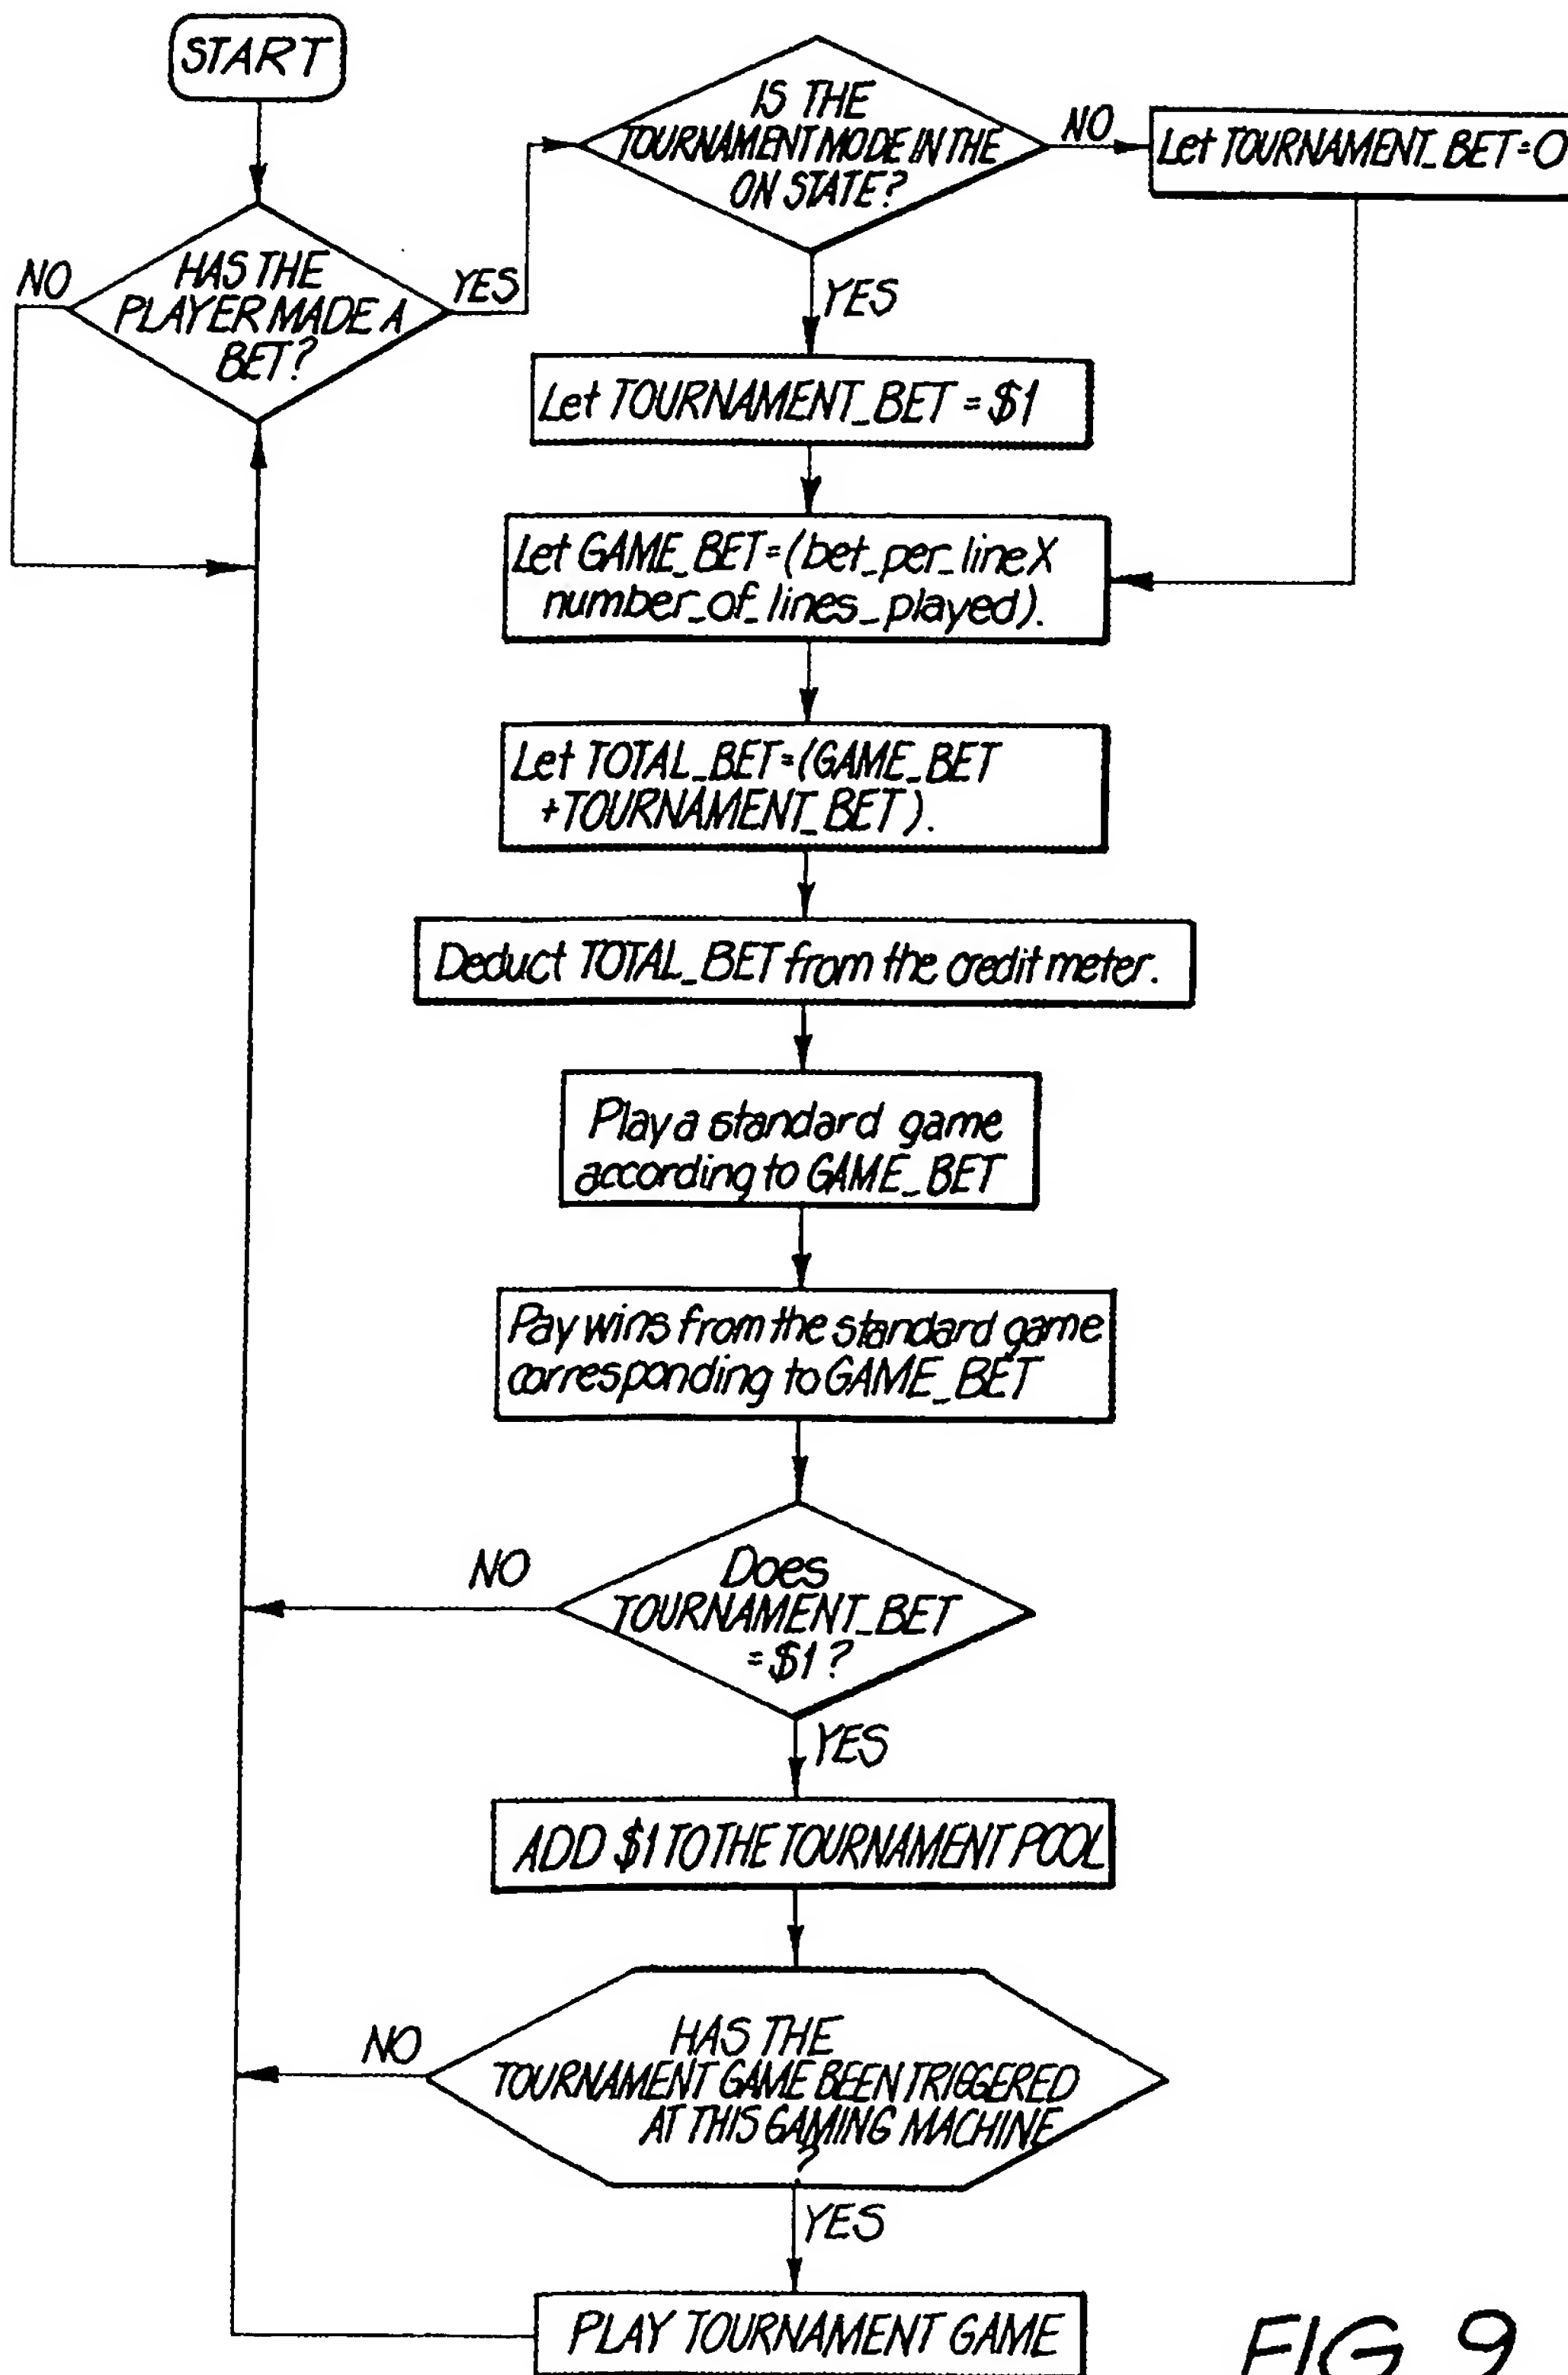 START
HAS THE
PLAYER MADE A
BET?
NO
YES
IS THE
TOURNAMENT MODE IN THE
ON STATE?
NO
Let TOURNAMENT_BET=0
YES
Let TOURNAMENT_BET = $1
Let GAME_BET=(bet_per_line X
number_of_lines_played).
Let TOTAL_BET=(GAME_BET
+TOURNAMENT_BET).
Deduct TOTAL_BET from the credit meter.
Play a standard game
according to GAME_BET
Pay wins from the standard game
corresponding to GAME_BET
Does
TOURNAMENT_BET
=$1?
NO
YES
ADD $1 TO THE TOURNAMENT POOL
HAS THE
TOURNAMENT GAME BEEN TRIGGERED
AT THIS GAMING MACHINE
?
NO
YES
PLAY TOURNAMENT GAME
FIG. 9